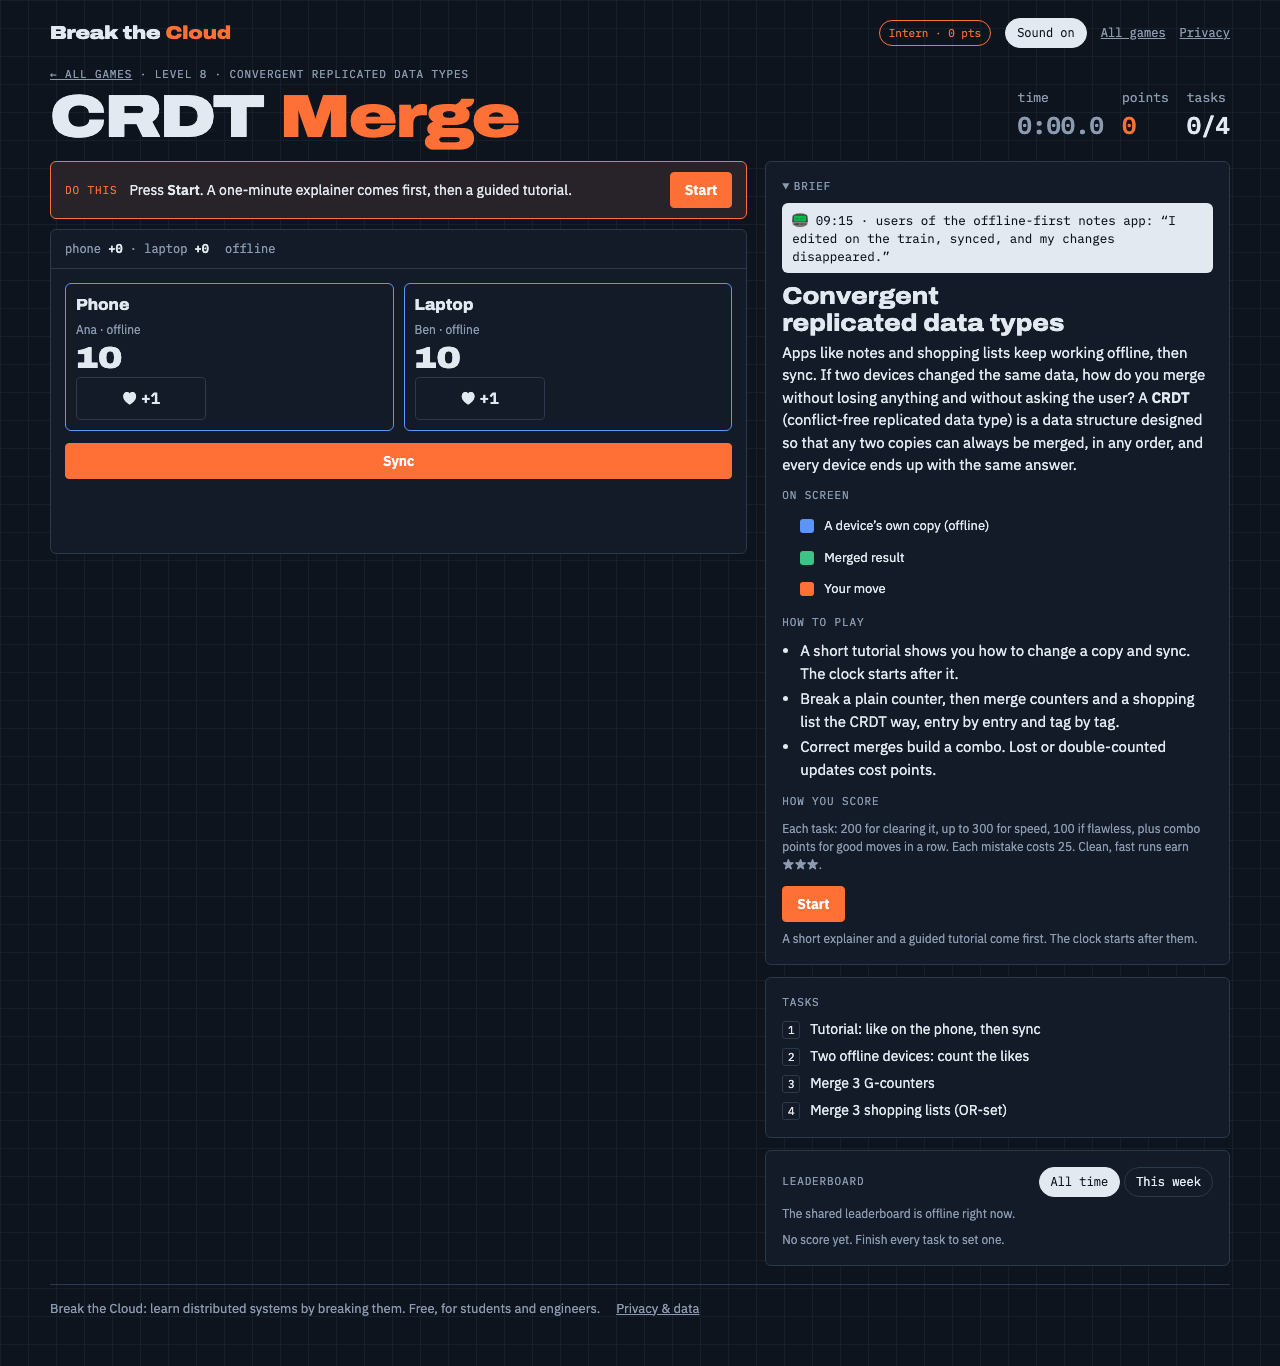 Break the Cloud
Intern · 0 pts
Sound on
All games
Privacy
← ALL GAMES · LEVEL 8 · CONVERGENT REPLICATED DATA TYPES
CRDT Merge
time
points
tasks
0:00.0
0
0/4
DO THIS Press Start. A one-minute explainer comes first, then a guided tutorial.
Start
phone +0 · laptop +0 offline
Phone
Ana · offline
10
+1
Laptop
Ben · offline
10
+1
Sync
▼ BRIEF
09:15 · users of the offline-first notes app: “I
edited on the train, synced, and my changes
disappeared.”
Convergent
replicated data types
Apps like notes and shopping lists keep working offline, then
sync. If two devices changed the same data, how do you merge
without losing anything and without asking the user? A CRDT
(conflict-free replicated data type) is a data structure designed
so that any two copies can always be merged, in any order, and
every device ends up with the same answer.
ON SCREEN
A device’s own copy (offline)
Merged result
Your move
HOW TO PLAY
• A short tutorial shows you how to change a copy and sync.
The clock starts after it.
• Break a plain counter, then merge counters and a shopping
list the CRDT way, entry by entry and tag by tag.
• Correct merges build a combo. Lost or double-counted
updates cost points.
HOW YOU SCORE
Each task: 200 for clearing it, up to 300 for speed, 100 if flawless, plus combo
points for good moves in a row. Each mistake costs 25. Clean, fast runs earn
★★★.
Start
A short explainer and a guided tutorial come first. The clock starts after them.
TASKS
1 Tutorial: like on the phone, then sync
2 Two offline devices: count the likes
3 Merge 3 G-counters
4 Merge 3 shopping lists (OR-set)
LEADERBOARD
All time
This week
The shared leaderboard is offline right now.
No score yet. Finish every task to set one.
Break the Cloud: learn distributed systems by breaking them. Free, for students and engineers.
Privacy & data